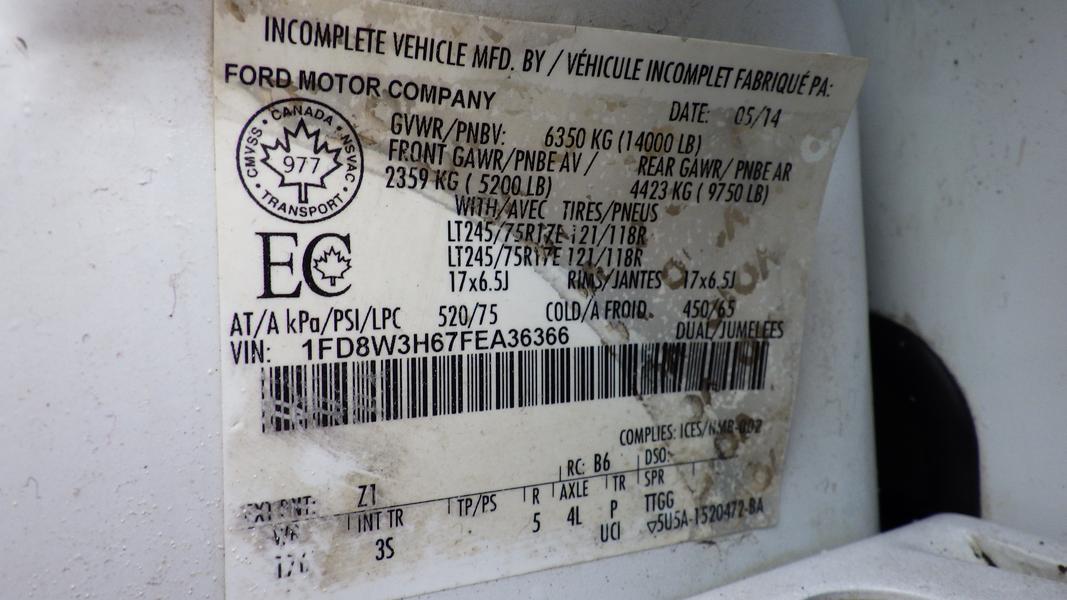 INCOMPLETE VEHICLE MFD. BY / VÉHICULE INCOMPLET FABRIQUÉ PA:
FORD MOTOR COMPANY
DATE: 05/14
CANADA
CMVSS NSVAC
977
TRANSPORT
GVWR/PNBV: 6350 KG (14000 LB)
FRONT GAWR/PNBE AV / REAR GAWR/ PNBE AR
2359 KG ( 5200 LB) 4423 KG ( 9750 LB)
WITH/AVEC TIRES/PNEUS
LT245/75R17E 121/118R
LT245/75R17E 121/118R
EC
17x6.5J RIMS/JANTES 17x6.5J
AT/A kPa/PSI/LPC 520/75 COLD/A FROID 450/65
DUAL/JUMELÉES
VIN: 1FD8W3H67FEA36366
COMPLIES: ICES/NMB-002
RC: B6 DSO:
EXT PNT: Z1
INT TR TP/PS R AXLE TR SPR
3S 5 4L P TTGG
UCI ▽5U5A-1520472-BA